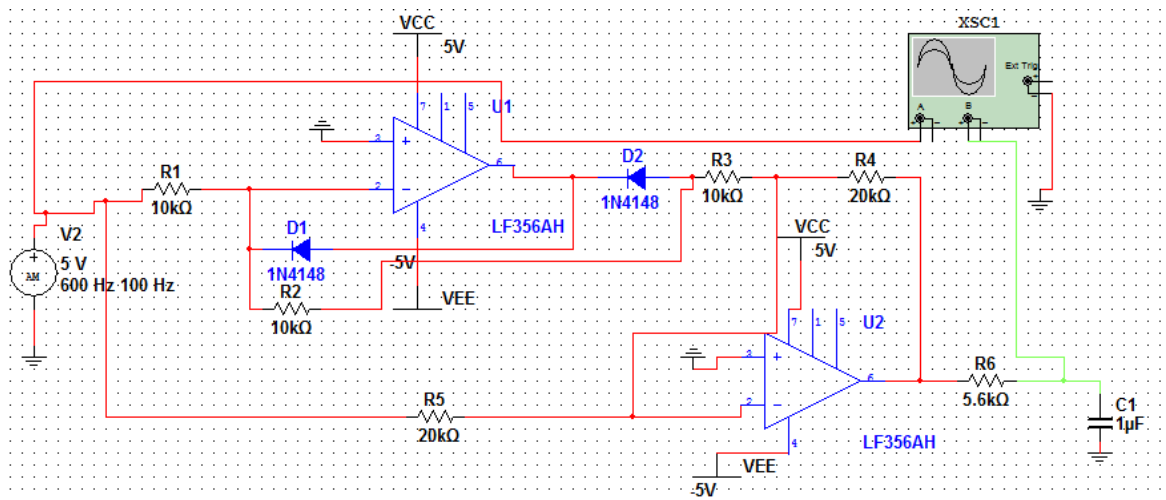 XSC1
VCC
5V
Ext Trig
+
-
A
B
+ - + -
7 1 5
U1
3
+
6
2
-
4
LF356AH
R1
10kΩ
D2
1N4148
R3
10kΩ
R4
20kΩ
V2
+
AM
5 V
600 Hz 100 Hz
D1
1N4148
R2
10kΩ
-5V
VEE
VCC
5V
7 1 5
U2
3
+
6
2
-
4
LF356AH
R6
5.6kΩ
R5
20kΩ
C1
1µF
VEE
-5V